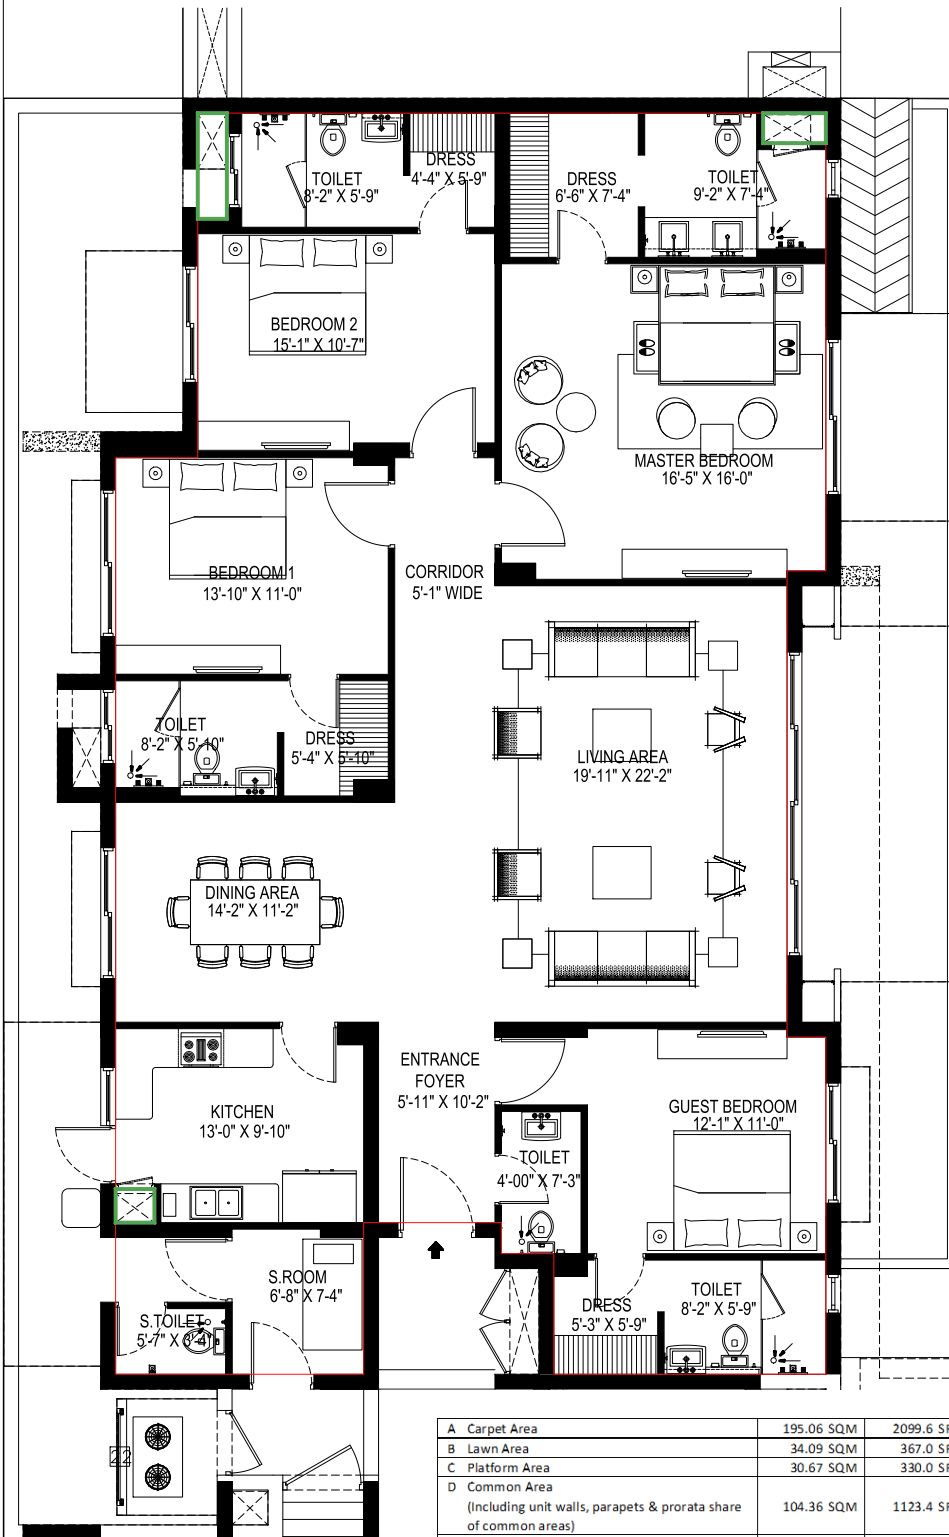 TOILET
8'-2" X 5'-9"
DRESS
4'-4" X 5'-9"
DRESS
6'-6" X 7'-4"
TOILET
9'-2" X 7'-4"
BEDROOM 2
15'-1" X 10'-7"
MASTER BEDROOM
16'-5" X 16'-0"
BEDROOM 1
13'-10" X 11'-0"
CORRIDOR
5'-1" WIDE
TOILET
8'-2" X 5'-10"
DRESS
5'-4" X 5'-10"
LIVING AREA
19'-11" X 22'-2"
DINING AREA
14'-2" X 11'-2"
ENTRANCE
FOYER
5'-11" X 10'-2"
KITCHEN
13'-0" X 9'-10"
GUEST BEDROOM
12'-1" X 11'-0"
TOILET
4'-00" X 7'-3"
S.ROOM
6'-8" X 7'-4"
S.TOILET
5'-7" X 3'-4"
DRESS
5'-3" X 5'-9"
TOILET
8'-2" X 5'-9"
A Carpet Area 195.06 SQM 2099.6
B Lawn Area 34.09 SQM 367.0
C Platform Area 30.67 SQM 330.0
D Common Area
(Including unit walls, parapets & prorata share 104.36 SQM 1123.4
of common areas)